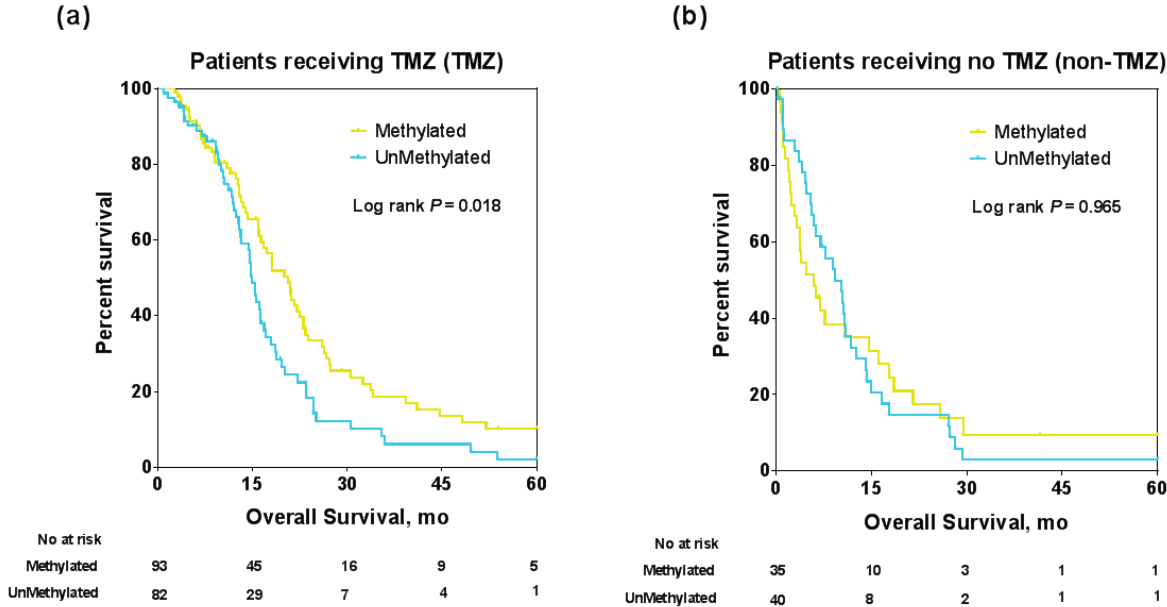 (a)
Patients receiving TMZ (TMZ)
100
80
60
40
20
0
Percent survival
Methylated
UnMethylated
Log rank P = 0.018
0 15 30 45 60
Overall Survival, mo
No at risk
Methylated 93 45 16 9 5
UnMethylated 82 29 7 4 1
(b)
Patients receiving no TMZ (non-TMZ)
100
80
60
40
20
0
Percent survival
Methylated
UnMethylated
Log rank P = 0.965
0 15 30 45 60
Overall Survival, mo
No at risk
Methylated 35 10 3 1 1
UnMethylated 40 8 2 1 1